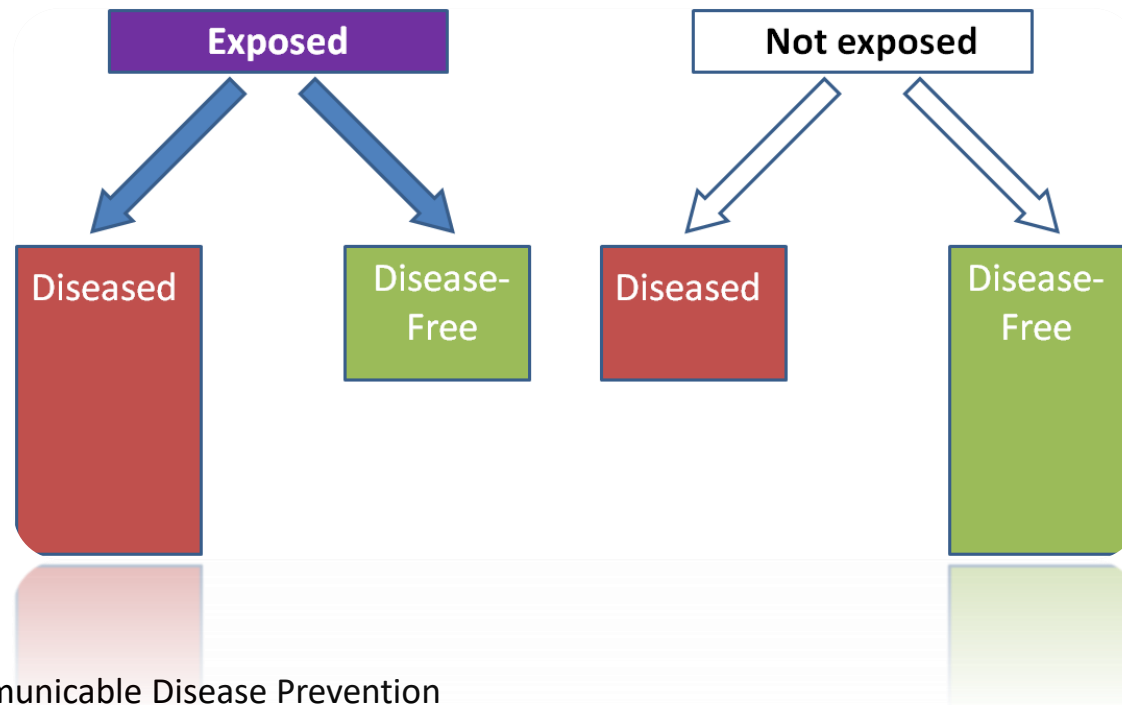 Exposed
Not exposed
Diseased
Disease-
Free
Diseased
Disease-
Free
municable Disease Prevention